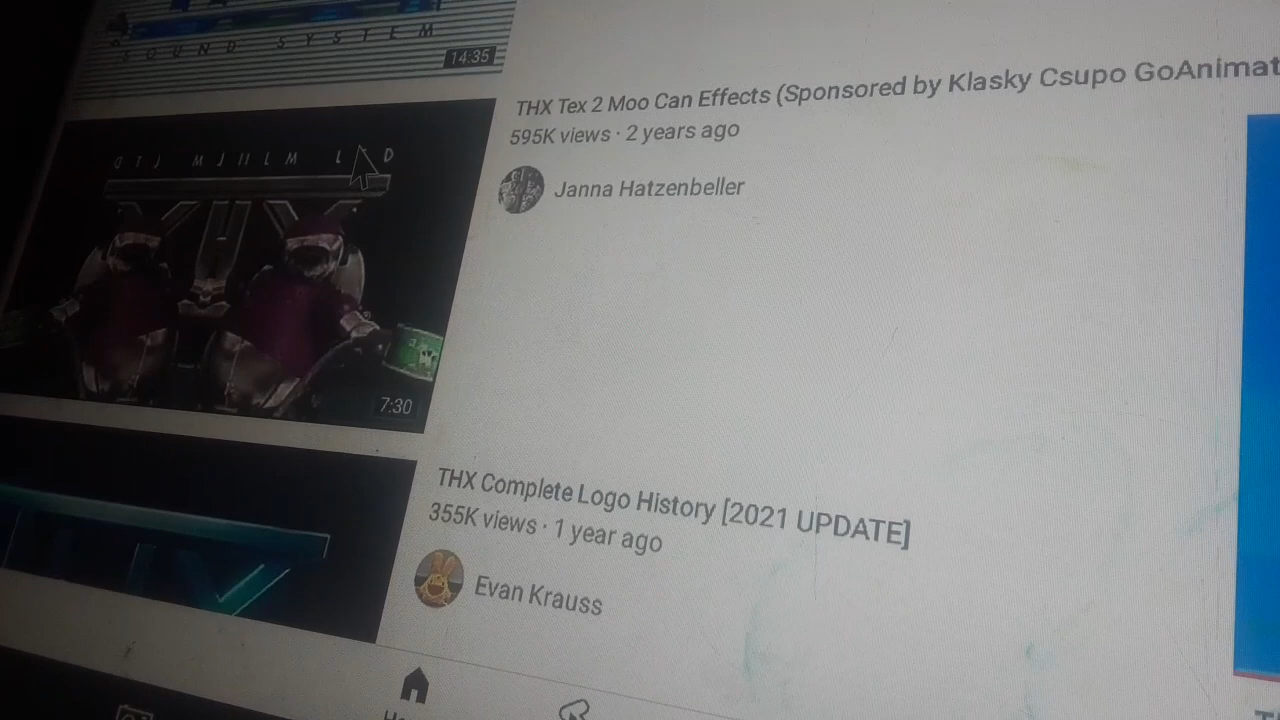 SOUND SYSTEM
14:35
THX Tex 2 Moo Can Effects (Sponsored by Klasky Csupo GoAnimat
595K views · 2 years ago
Janna Hatzenbeller
7:30
THX Complete Logo History [2021 UPDATE]
355K views · 1 year ago
Evan Krauss